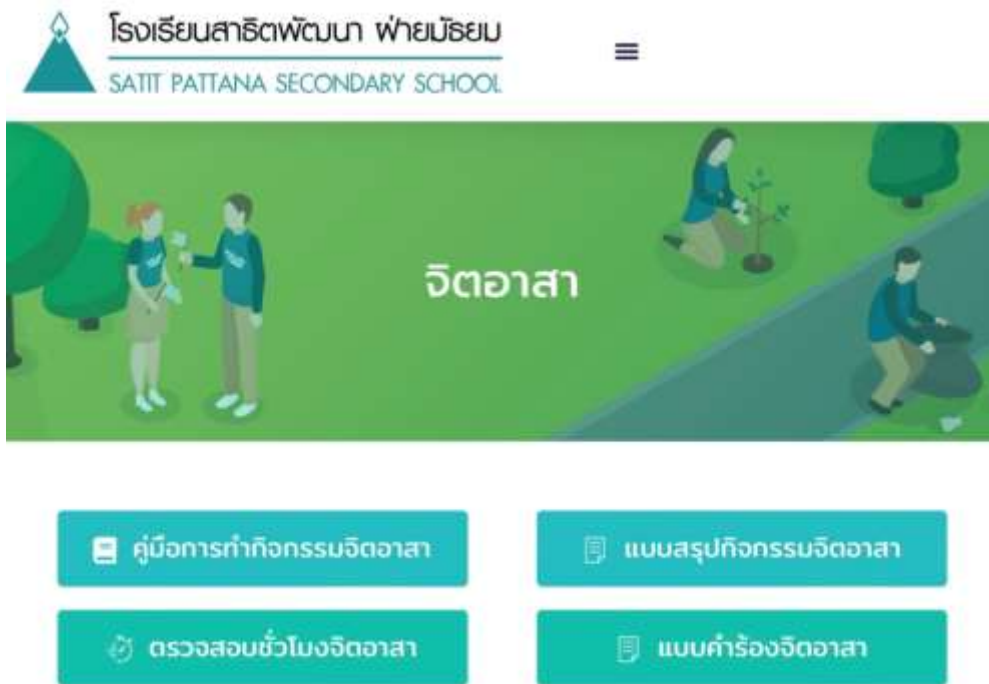 โรงเรียนสาธิตพัฒนา ฝ่ายมัธยม
SATIT PATTANA SECONDARY SCHOOL
จิตอาสา
คู่มือการทำกิจกรรมจิตอาสา
แบบสรุปกิจกรรมจิตอาสา
ตรวจสอบชั่วโมงจิตอาสา
แบบคำร้องจิตอาสา